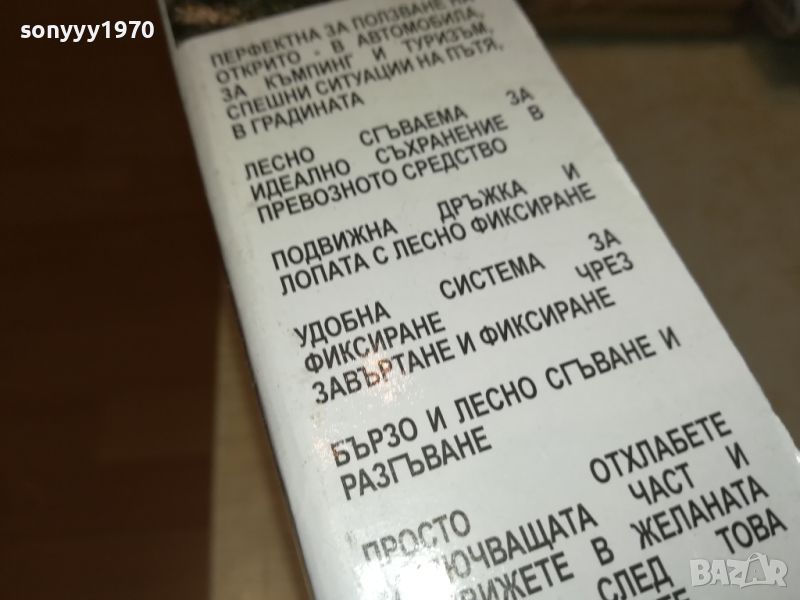 sonyyy1970
ПЕРФЕКТНА ЗА ПОЛЗВАНЕ НА
ОТКРИТО - В АВТОМОБИЛА,
ЗА КЪМПИНГ И ТУРИЗЪМ,
СПЕШНИ СИТУАЦИИ НА ПЪТЯ,
В ГРАДИНАТА
ЛЕСНО СГЪВАЕМА ЗА
ИДЕАЛНО СЪХРАНЕНИЕ В
ПРЕВОЗНОТО СРЕДСТВО
ПОДВИЖНА ДРЪЖКА И
ЛОПАТА С ЛЕСНО ФИКСИРАНЕ
УДОБНА СИСТЕМА ЗА
ФИКСИРАНЕ ЧРЕЗ
ЗАВЪРТАНЕ И ФИКСИРАНЕ
БЪРЗО И ЛЕСНО СГЪВАНЕ И
РАЗГЪВАНЕ
ПРОСТО ОТХЛАБЕТЕ
ЧАСТ И
В ЖЕЛАНАТА
СЛЕД ТОВА
BAZAR